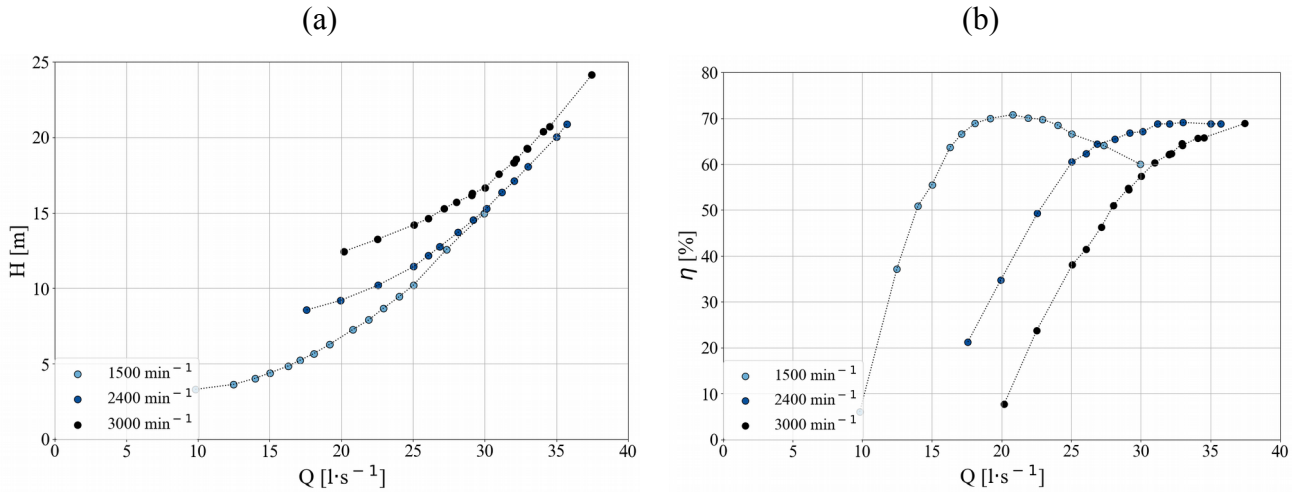 (a)
(b)
25
20
15
10
5
0
H [m]
0 5 10 15 20 25 30 35 40
Q [l·s⁻¹]
1500 min⁻¹
2400 min⁻¹
3000 min⁻¹
80
70
60
50
40
30
20
10
0
η [%]
0 5 10 15 20 25 30 35 40
Q [l·s⁻¹]
1500 min⁻¹
2400 min⁻¹
3000 min⁻¹